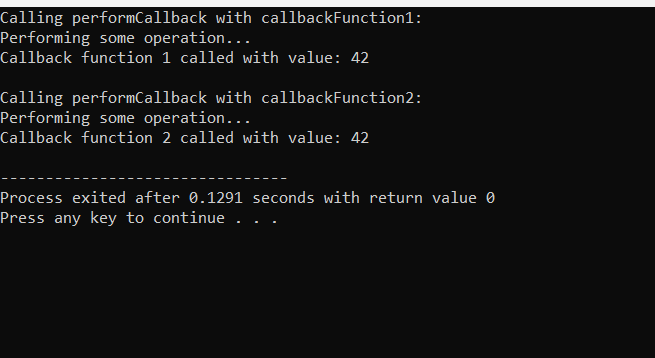 Calling performCallback with callbackFunction1:
Performing some operation...
Callback function 1 called with value: 42
Calling performCallback with callbackFunction2:
Performing some operation...
Callback function 2 called with value: 42
--------------------------------
Process exited after 0.1291 seconds with return value 0
Press any key to continue . . .